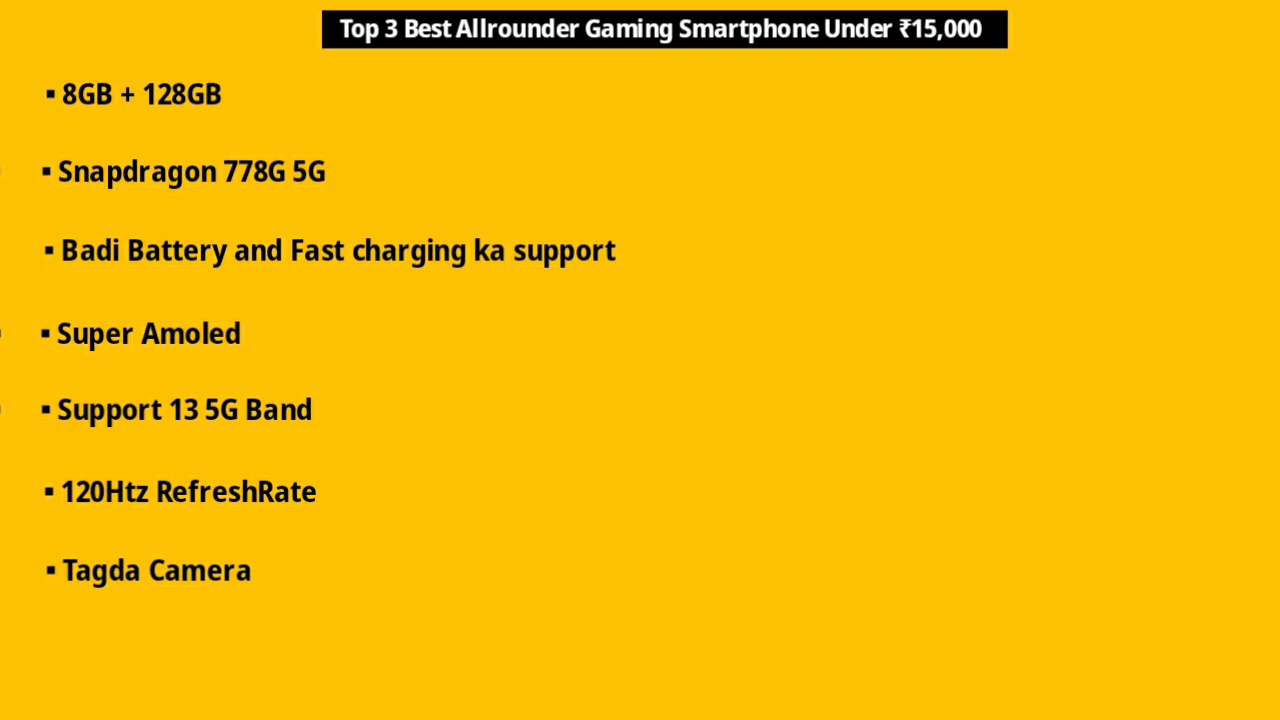 Top 3 Best Allrounder Gaming Smartphone Under ₹15,000
▪ 8GB + 128GB
▪ Snapdragon 778G 5G
▪ Badi Battery and Fast charging ka support
▪ Super Amoled
▪ Support 13 5G Band
▪ 120Htz RefreshRate
▪ Tagda Camera